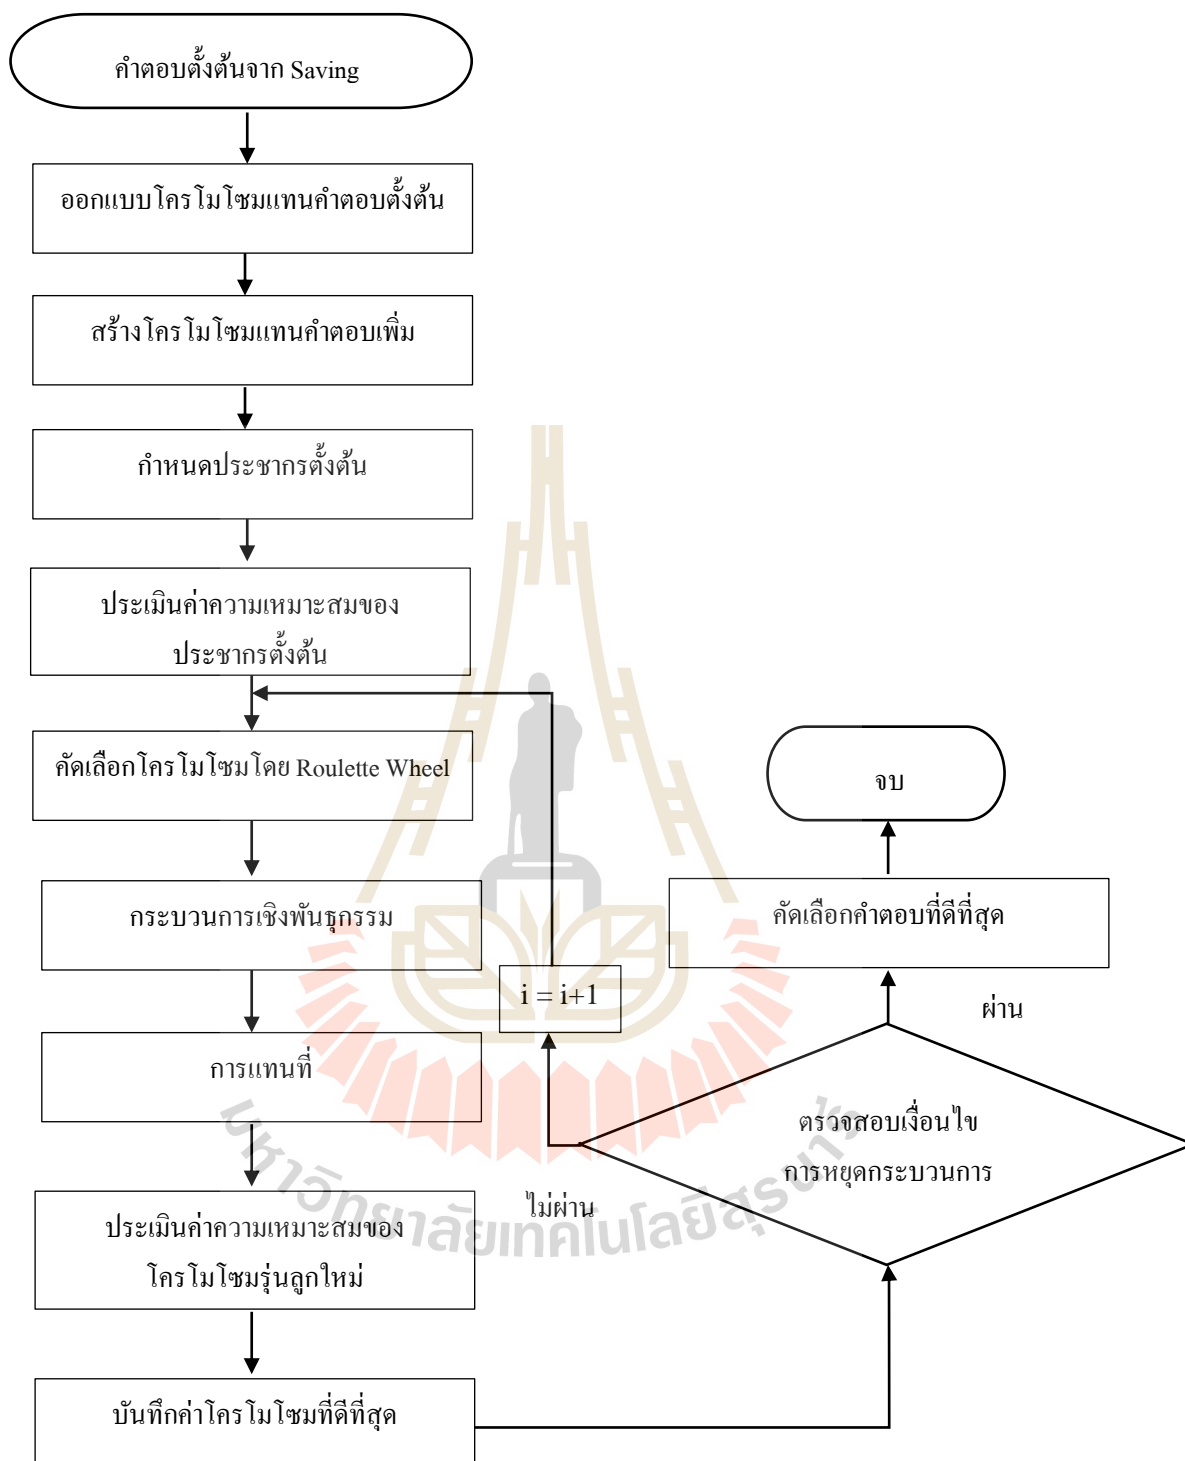 คำตอบตั้งต้นจาก Saving
ออกแบบโครโมโซมแทนคำตอบตั้งต้น
สร้างโครโมโซมแทนคำตอบเพิ่ม
กำหนดประชากรตั้งต้น
ประเมินค่าความเหมาะสมของ
ประชากรตั้งต้น
คัดเลือกโครโมโซมโดย Roulette Wheel
กระบวนการเชิงพันธุกรรม
การแทนที่
ประเมินค่าความเหมาะสมของ
โครโมโซมรุ่นลูกใหม่
บันทึกค่าโครโมโซมที่ดีที่สุด
ตรวจสอบเงื่อนไข
การหยุดกระบวนการ
ไม่ผ่าน
i = i+1
ผ่าน
คัดเลือกคำตอบที่ดีที่สุด
จบ
มหาวิทยาลัยเทคโนโลยีสุรนารี